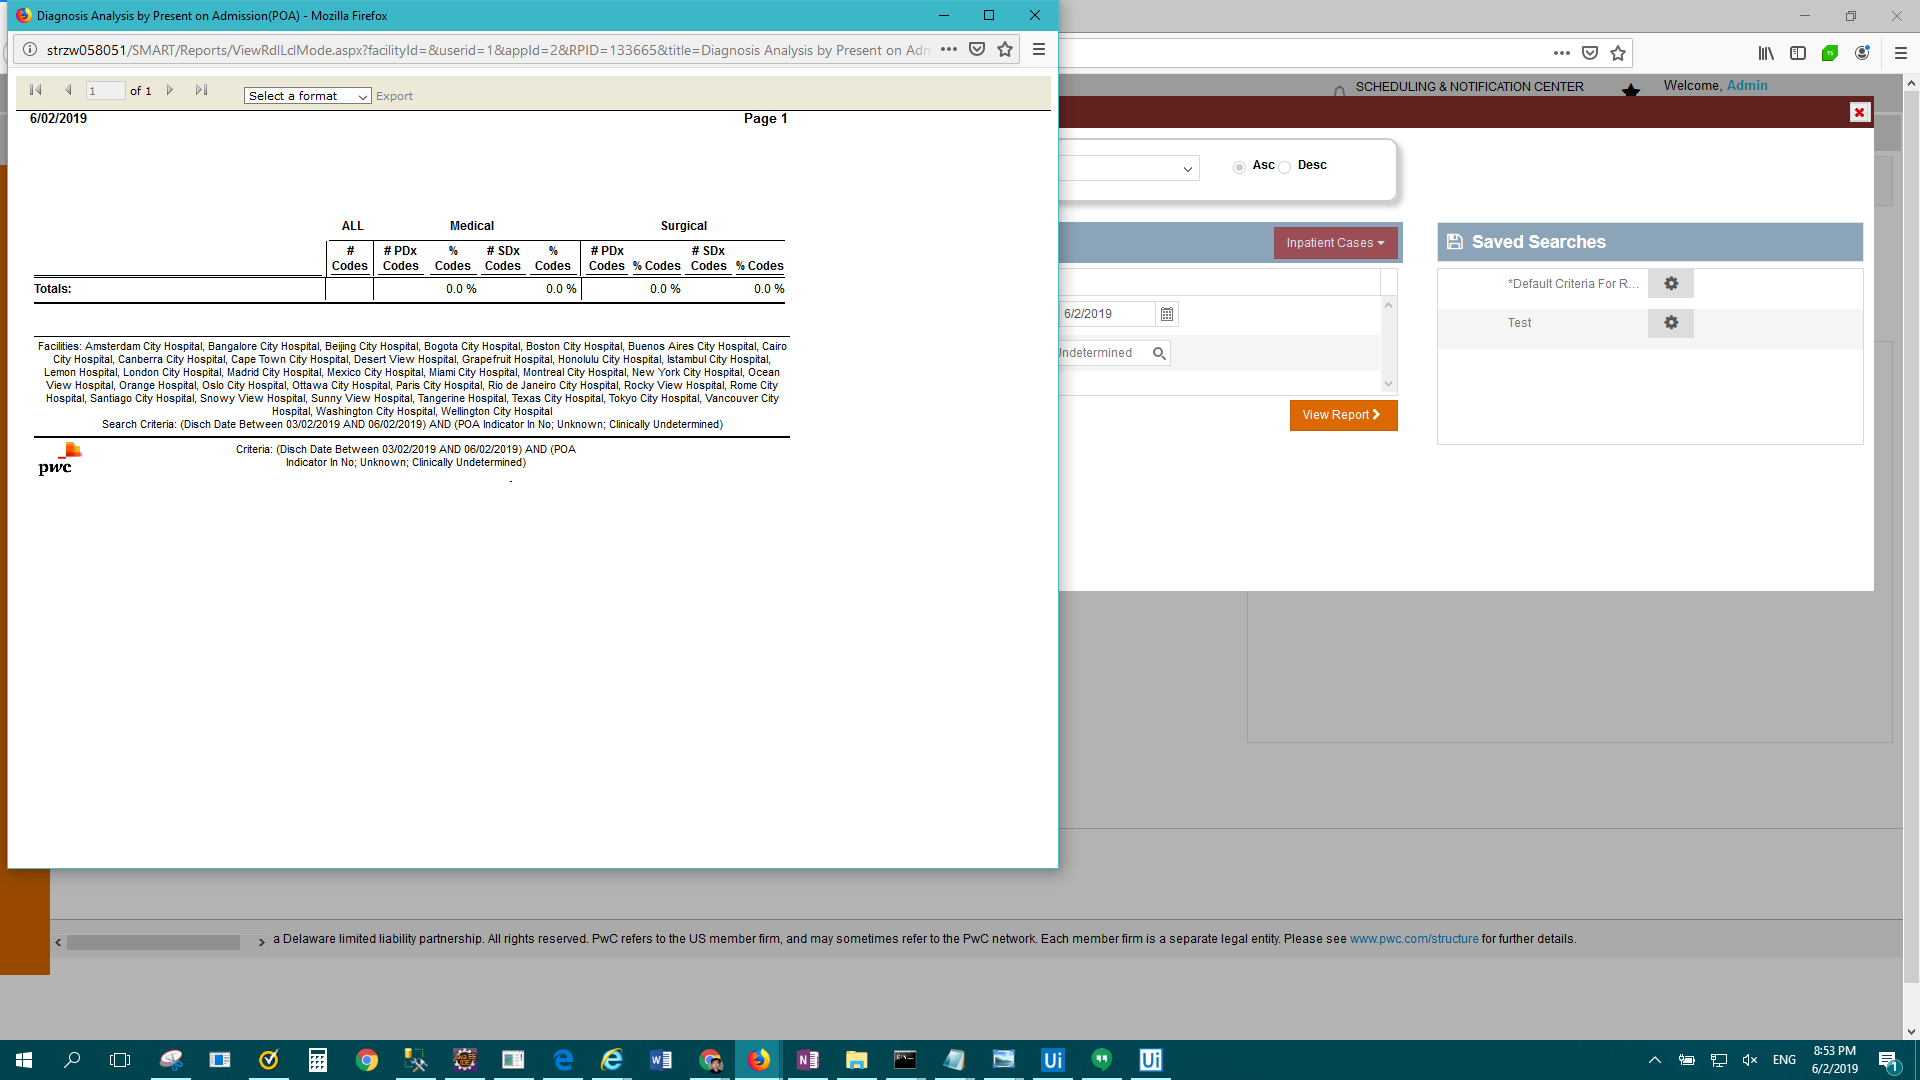 Diagnosis Analysis by Present on Admission(POA) - Mozilla Firefox
strzw058051/SMART/Reports/ViewRdlLclMode.aspx?facilityId=&userid=1&appId=2&RPID=133665&title=Diagnosis Analysis by Present on Adm
1 of 1 Select a format Export
6/02/2019 Page 1
ALL Medical Surgical
# # PDx % # SDx % # PDx # SDx
Codes Codes Codes Codes Codes Codes % Codes Codes % Codes
Totals: 0.0 % 0.0 % 0.0 % 0.0 %
Facilities: Amsterdam City Hospital, Bangalore City Hospital, Beijing City Hospital, Bogota City Hospital, Boston City Hospital, Buenos Aires City Hospital, Cairo
City Hospital, Canberra City Hospital, Cape Town City Hospital, Desert View Hospital, Grapefruit Hospital, Honolulu City Hospital, Istambul City Hospital,
Lemon Hospital, London City Hospital, Madrid City Hospital, Mexico City Hospital, Miami City Hospital, Montreal City Hospital, New York City Hospital, Ocean
View Hospital, Orange Hospital, Oslo City Hospital, Ottawa City Hospital, Paris City Hospital, Rio de Janeiro City Hospital, Rocky View Hospital, Rome City
Hospital, Santiago City Hospital, Snowy View Hospital, Sunny View Hospital, Tangerine Hospital, Texas City Hospital, Tokyo City Hospital, Vancouver City
Hospital, Washington City Hospital, Wellington City Hospital
Search Criteria: (Disch Date Between 03/02/2019 AND 06/02/2019) AND (POA Indicator In No; Unknown; Clinically Undetermined)
pwc
Criteria: (Disch Date Between 03/02/2019 AND 06/02/2019) AND (POA
Indicator In No; Unknown; Clinically Undetermined)
.
SCHEDULING & NOTIFICATION CENTER Welcome, Admin
Asc Desc
Inpatient Cases
6/2/2019
Undetermined
View Report
Saved Searches
*Default Criteria For R...
Test
a Delaware limited liability partnership. All rights reserved. PwC refers to the US member firm, and may sometimes refer to the PwC network. Each member firm is a separate legal entity. Please see www.pwc.com/structure for further details.
ENG
8:53 PM
6/2/2019
1